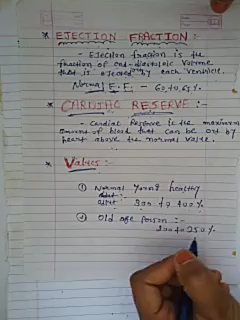 * EJECTION FRACTION :-
- Ejection fraction is the
fraction of end-diastolic volume
that is ejected by each ventricle.
Normal E.F. :- 60 to 65%
* CARDIAC RESERVE :-
- Cardiac Reserve is the maximum
amount of blood that can be by
heart above the normal value.
* Values :-
① Normal Young healthy
300 to 400%
② Old age person :-
200 to 250%